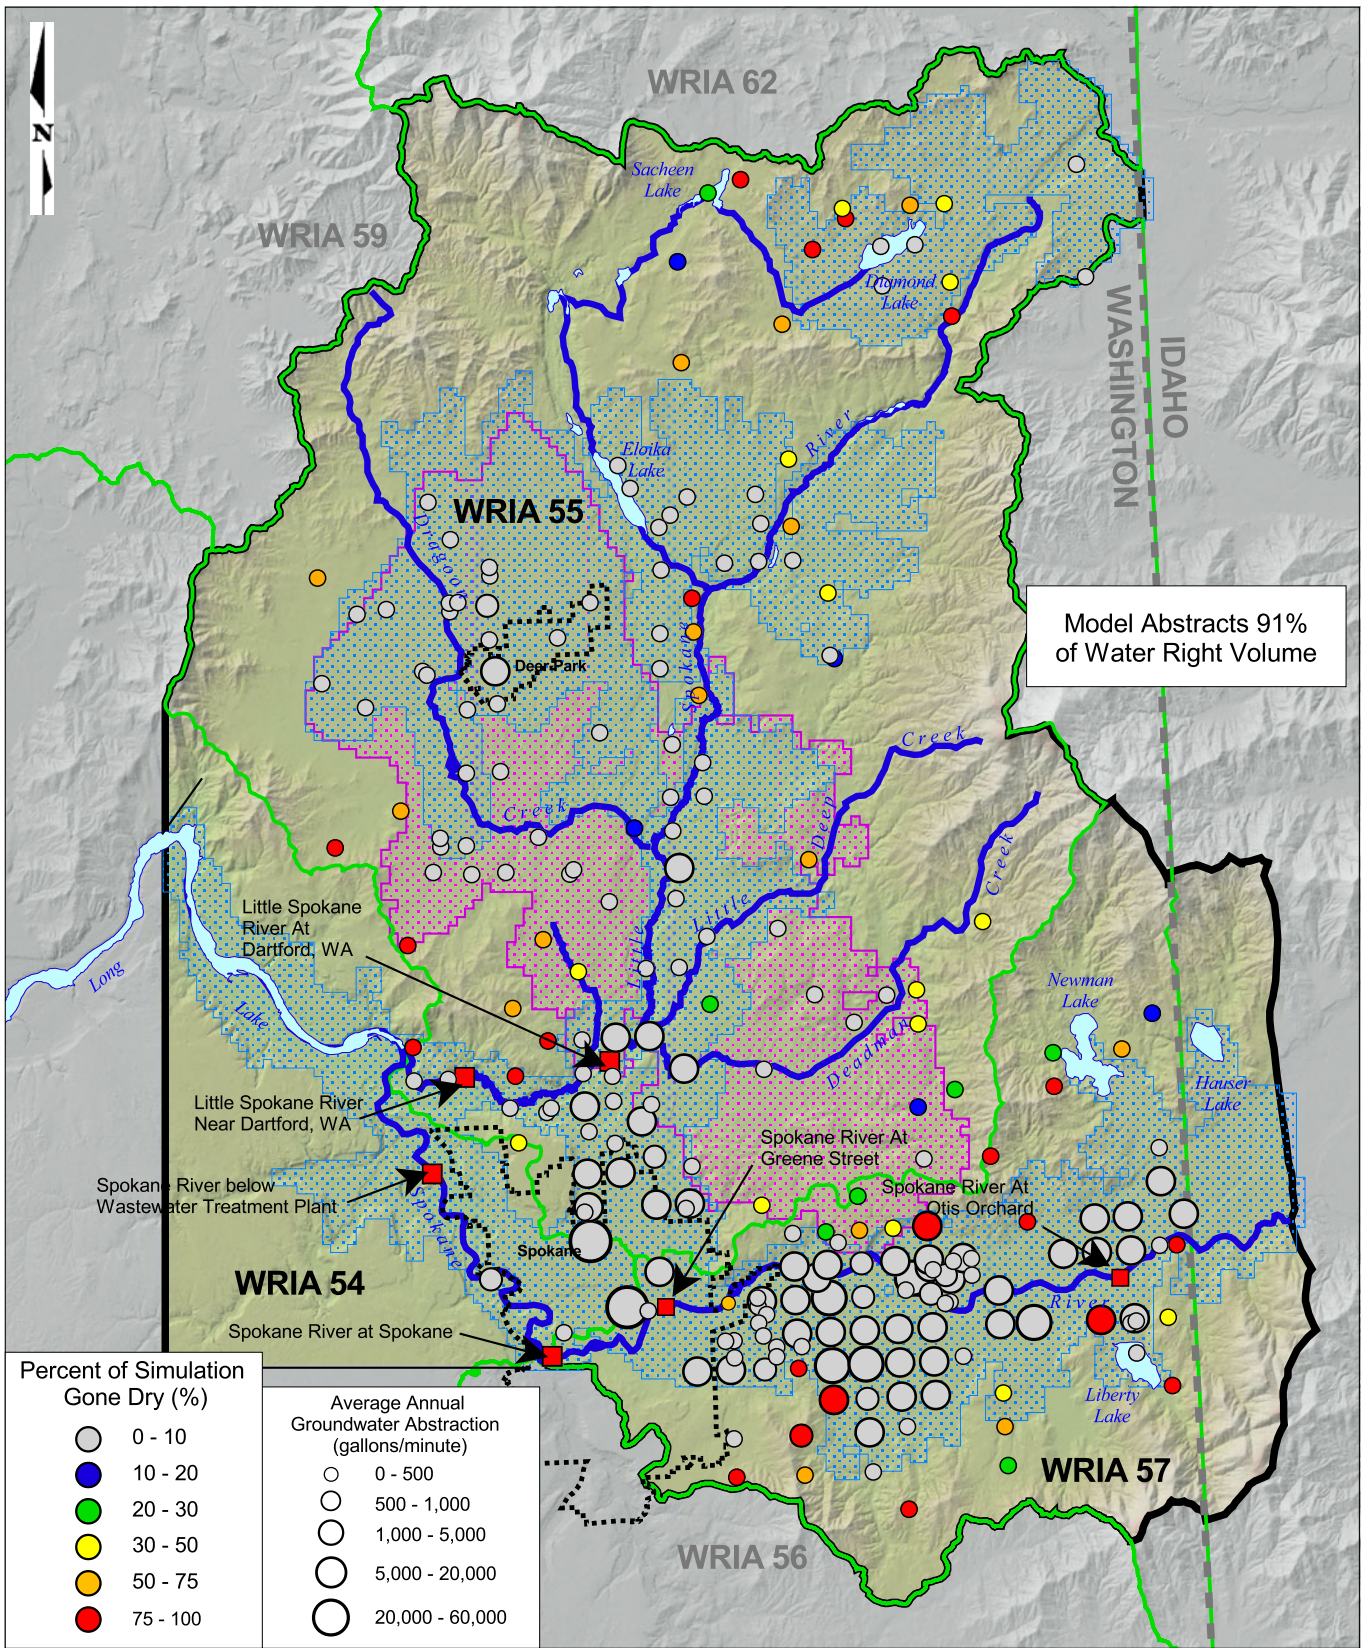 WRIA 62
N
Sacheen
Lake
WRIA 59
Diamond
Lake
WASHINGTON
IDAHO
River
Eloika
Lake
WRIA 55
Dragoon
Model Abstracts 91%
of Water Right Volume
Deer Park
Spokane
Creek
Creek
Deep
Creek
Little
Little
Little Spokane
River At
Dartford, WA
Long
Lake
Newman
Lake
Deadman
Hauser
Lake
Little Spokane River
Near Dartford, WA
Spokane River At
Greene Street
Spokane River below
Wastewater Treatment Plant
Spokane River At
Otis Orchard
Spokane
Spokane
WRIA 54
River
Spokane River at Spokane
Liberty
Lake
WRIA 57
WRIA 56
Percent of Simulation
Gone Dry (%)
0 - 10
10 - 20
20 - 30
30 - 50
50 - 75
75 - 100
Average Annual
Groundwater Abstraction
(gallons/minute)
0 - 500
500 - 1,000
1,000 - 5,000
5,000 - 20,000
20,000 - 60,000